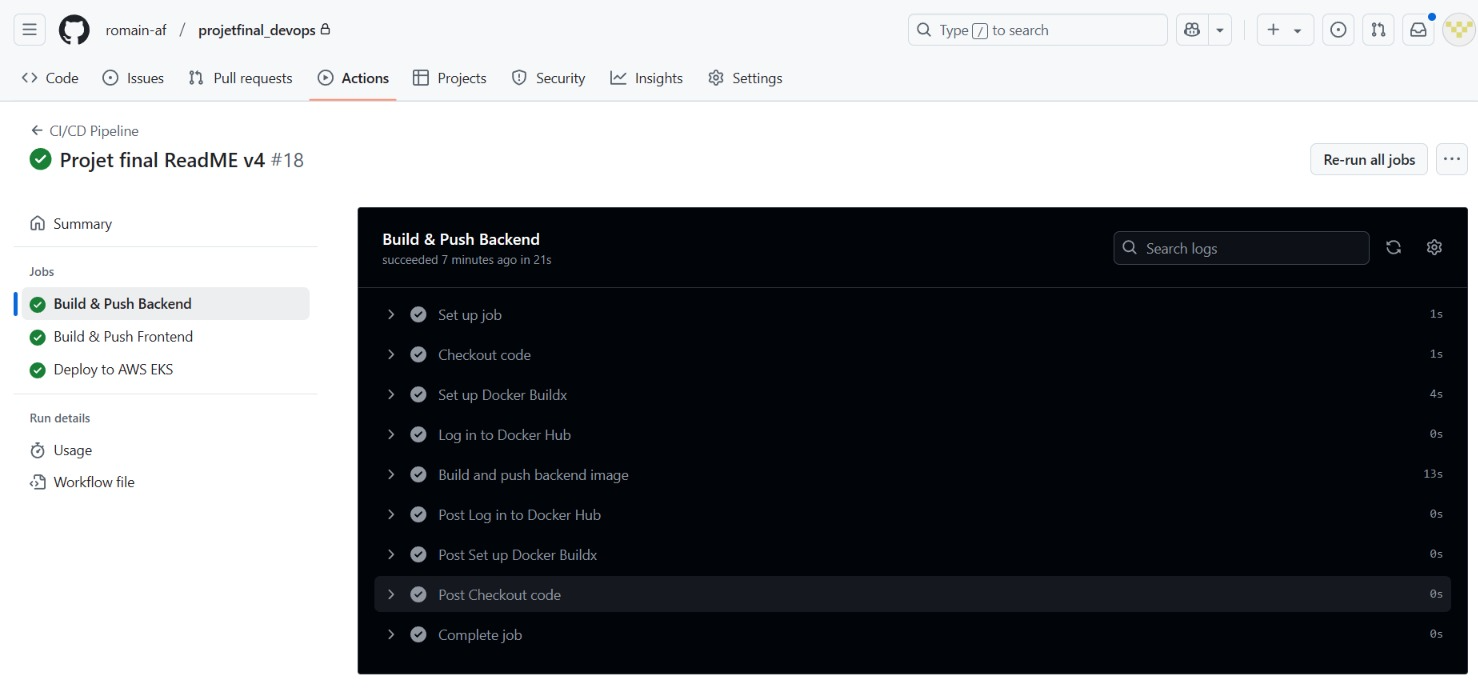 romain-af / projetfinal_devops
Type / to search
Code Issues Pull requests Actions Projects Security Insights Settings
CI/CD Pipeline
Projet final ReadME v4 #18
Re-run all jobs
Summary
Jobs
Build & Push Backend
Build & Push Frontend
Deploy to AWS EKS
Run details
Usage
Workflow file
Build & Push Backend
succeeded 7 minutes ago in 21s
Search logs
Set up job 1s
Checkout code 1s
Set up Docker Buildx 4s
Log in to Docker Hub 0s
Build and push backend image 13s
Post Log in to Docker Hub 0s
Post Set up Docker Buildx 0s
Post Checkout code 0s
Complete job 0s